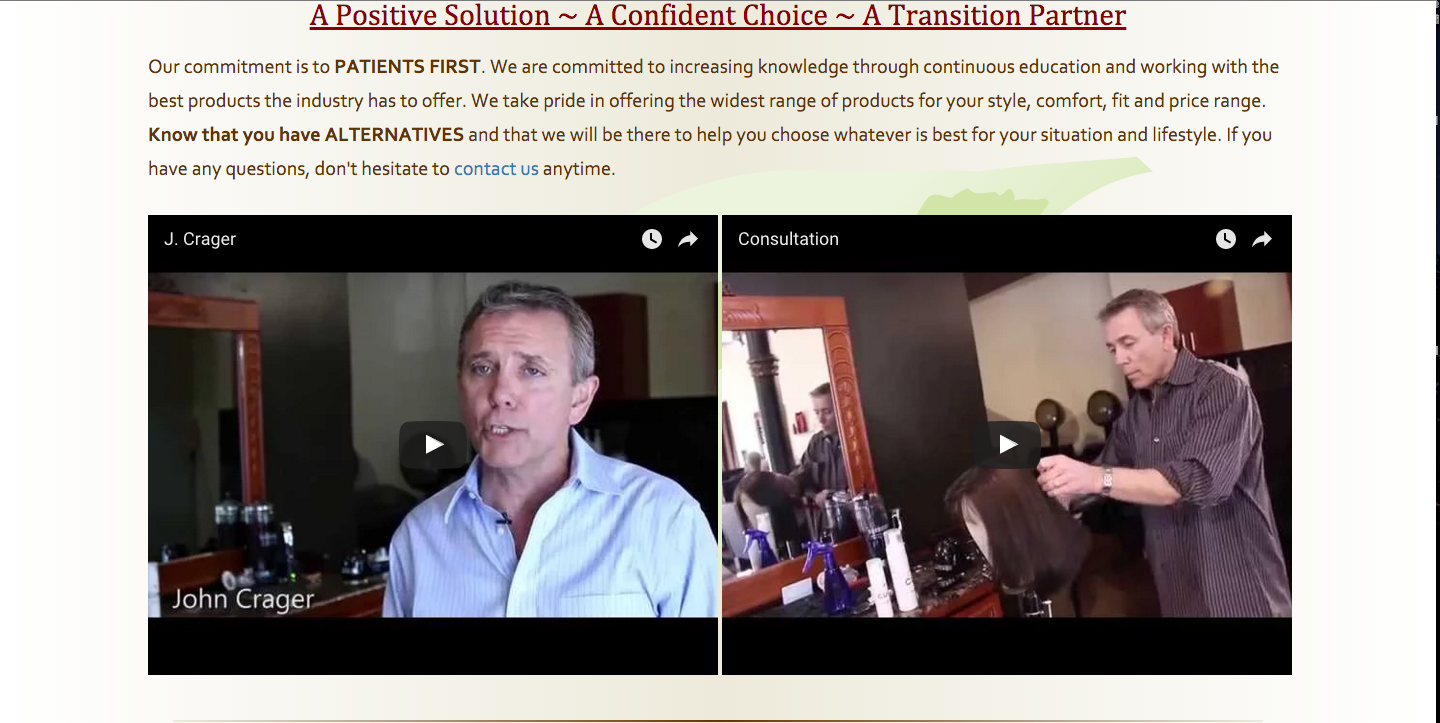 A Positive Solution ~ A Confident Choice ~ A Transition Partner
Our commitment is to PATIENTS FIRST. We are committed to increasing knowledge through continuous education and working with the
best products the industry has to offer. We take pride in offering the widest range of products for your style, comfort, fit and price range.
Know that you have ALTERNATIVES and that we will be there to help you choose whatever is best for your situation and lifestyle. If you
have any questions, don't hesitate to contact us anytime.
J. Crager
Consultation
John Crager